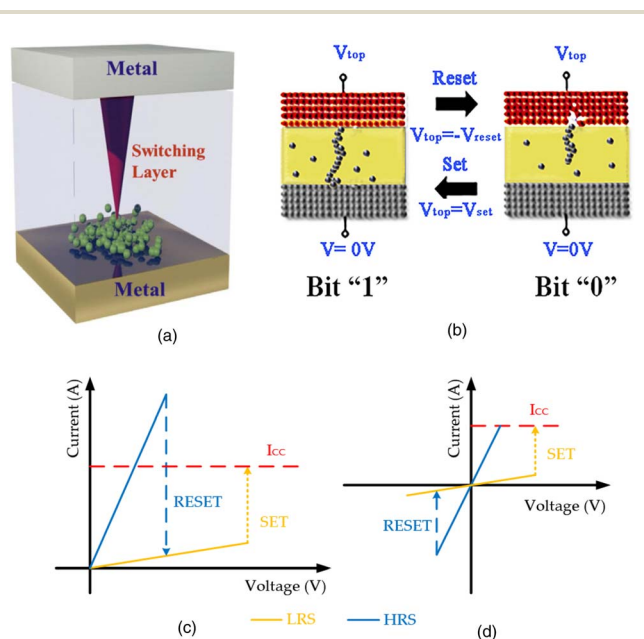 Metal
Switching
Layer
Metal
(a)
Vtop
Vtop
Reset
Vtop=-Vreset
Set
Vtop=Vset
V= 0V
V=0V
Bit “1”
Bit “0”
(b)
Current (A)
Icc
RESET
SET
Voltage (V)
(c)
Current (A)
Icc
SET
Voltage (V)
RESET
(d)
LRS
HRS